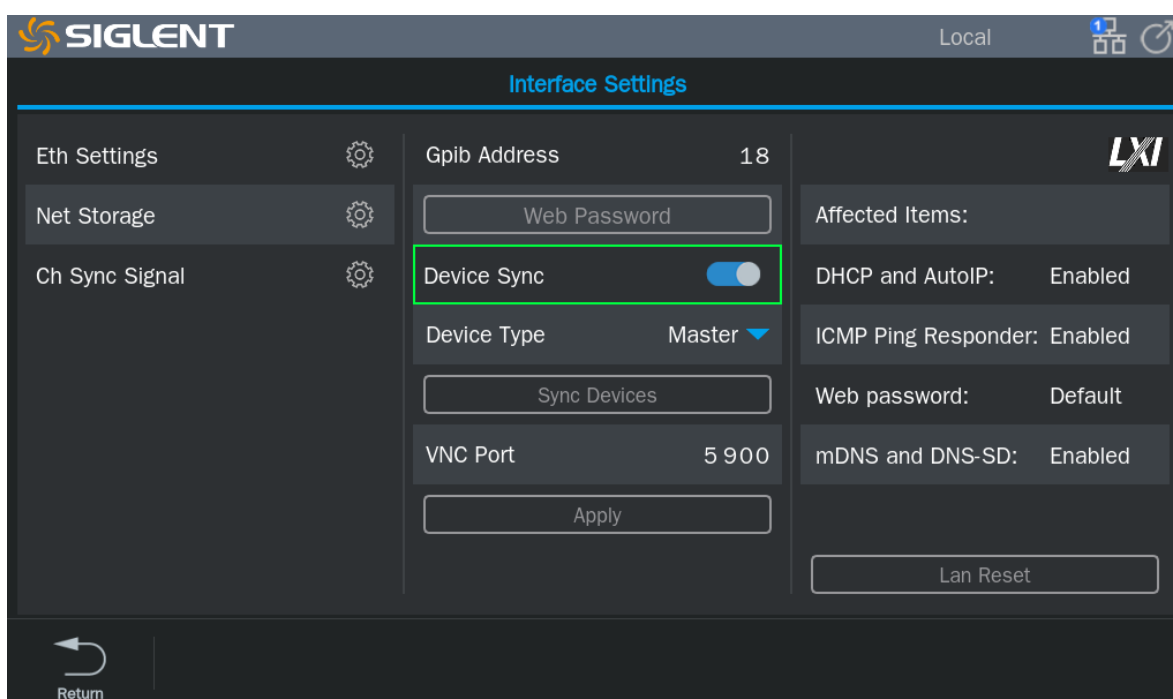 SIGLENT
Local
1
Interface Settings
Eth Settings
Net Storage
Ch Sync Signal
Gpib Address 18
Web Password
Device Sync
Device Type Master
Sync Devices
VNC Port 5900
Apply
LXI
Affected Items:
DHCP and AutoIP: Enabled
ICMP Ping Responder: Enabled
Web password: Default
mDNS and DNS-SD: Enabled
Lan Reset
Return